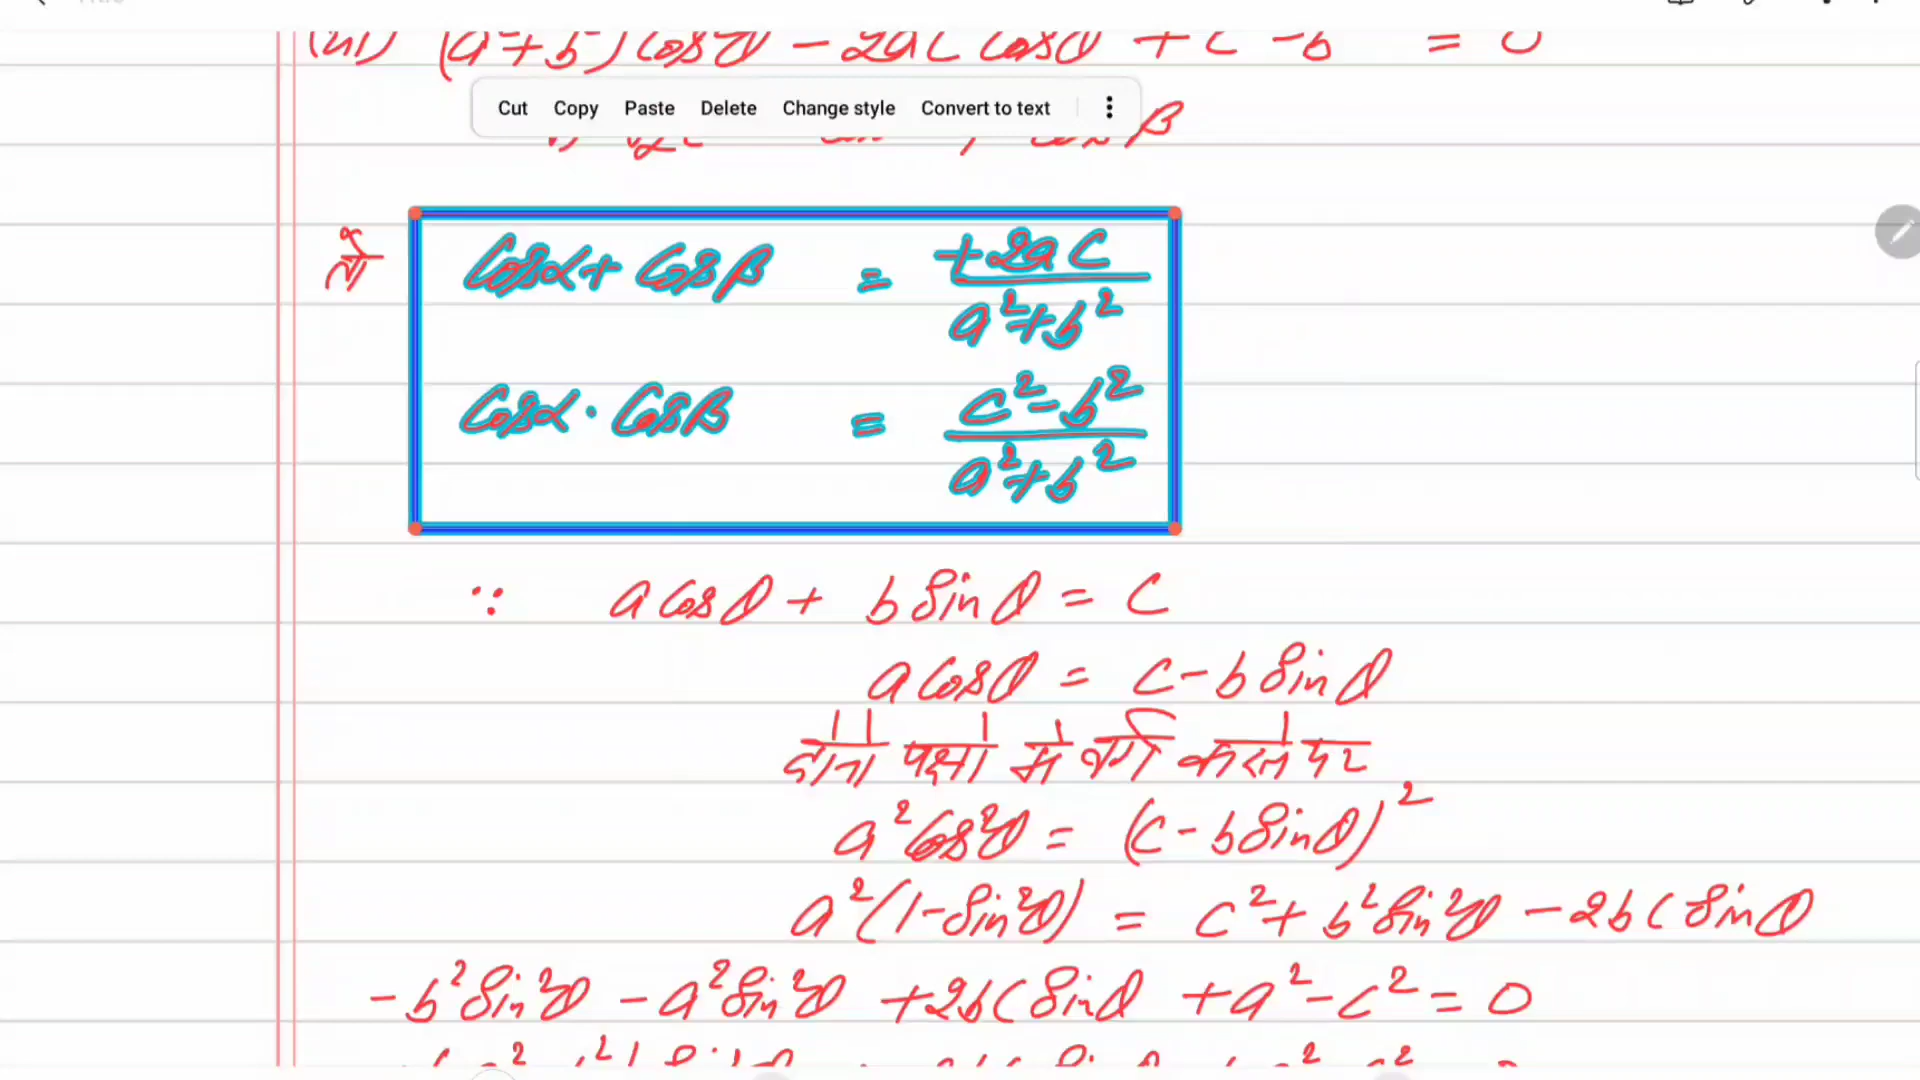 (a²+b²)cos²θ - 2ac cosθ + c² - b² = 0
Cut Copy Paste Delete Change style Convert to text
β
तो cosα + cosβ = +2ac / a²+b²
cosα · cosβ = c²-b² / a²+b²
∵ a cosθ + b sinθ = c
a cosθ = c - b sinθ
दोनों पक्षों का वर्ग करने पर
a²cos²θ = (c - b sinθ)²
a²(1 - sin²θ) = c² + b²sin²θ - 2bc sinθ
-b²sin²θ - a²sin²θ + 2bc sinθ + a² - c² = 0